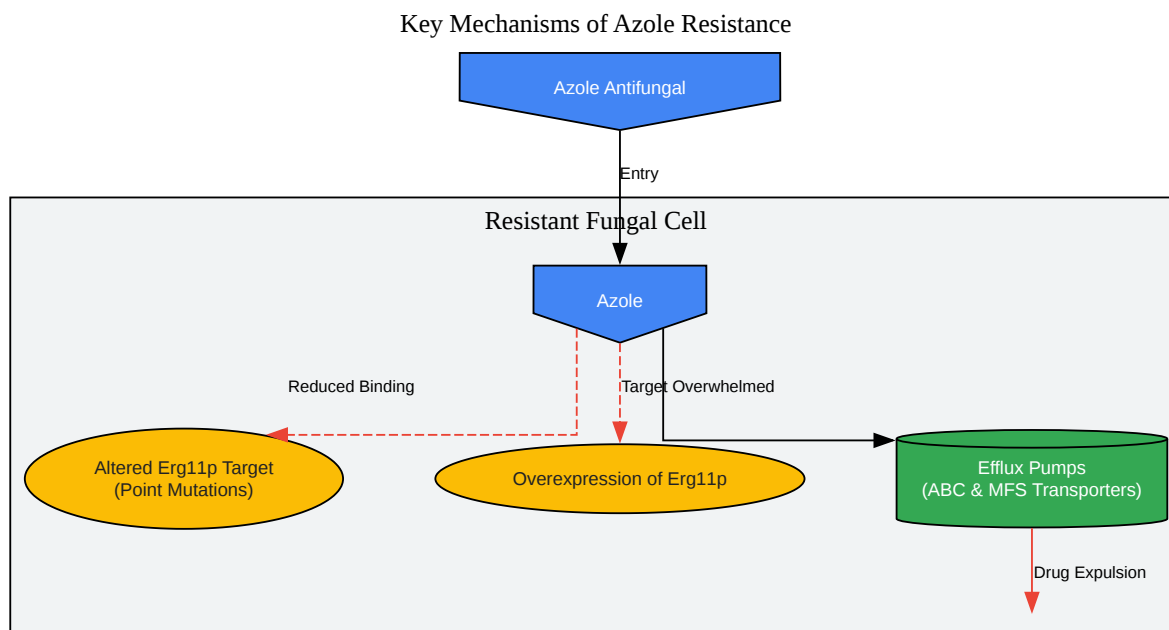 Key Mechanisms of Azole Resistance
Azole Antifungal
Entry
Resistant Fungal Cell
Azole
Reduced Binding
Target Overwhelmed
Altered Erg11p Target
(Point Mutations)
Overexpression of Erg11p
Efflux Pumps
(ABC & MFS Transporters)
Drug Expulsion